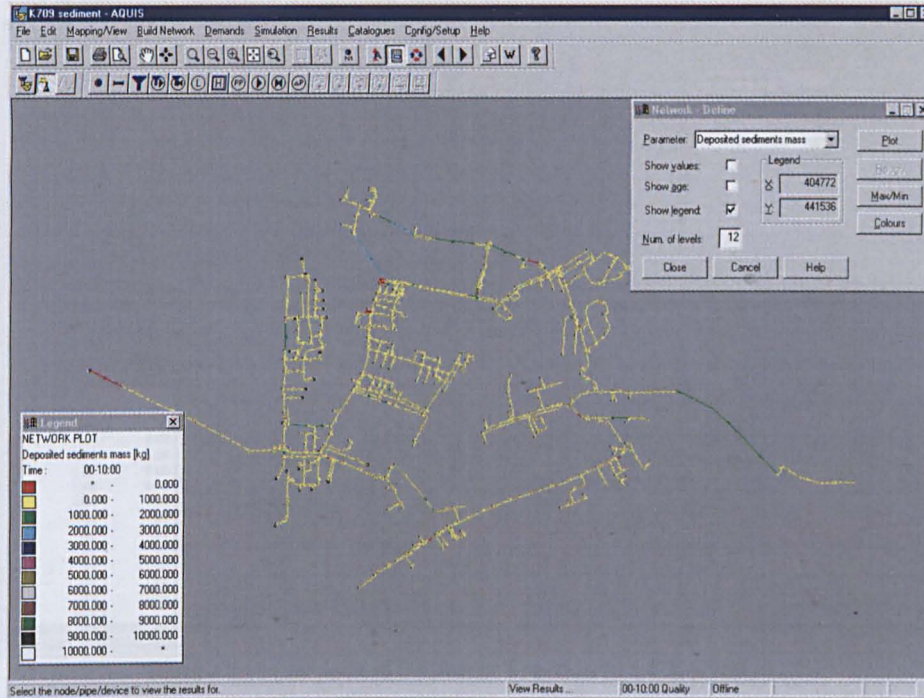 K709 sediment - AQUIS
File Edit Mapping/View Build Network Demands Simulation Results Catalogues Config/Setup Help
W ?
L H PP
Network - Define
Parameter: Deposited sediments mass Plot
Show values: Legend
Show age: X: 404772
Max/Min
Show legend: Y: 441536
Colours
Num. of levels: 12
Close Cancel Help
Legend
NETWORK PLOT
Deposited sediments mass [kg]
Time : 00-10:00
* - 0.000
0.000 - 1000.000
1000.000 - 2000.000
2000.000 - 3000.000
3000.000 - 4000.000
4000.000 - 5000.000
5000.000 - 6000.000
6000.000 - 7000.000
7000.000 - 8000.000
8000.000 - 9000.000
9000.000 - 10000.000
10000.000 - *
Select the node/pipe/device to view the results for. View Results ... 00-10:00 Quality Offline